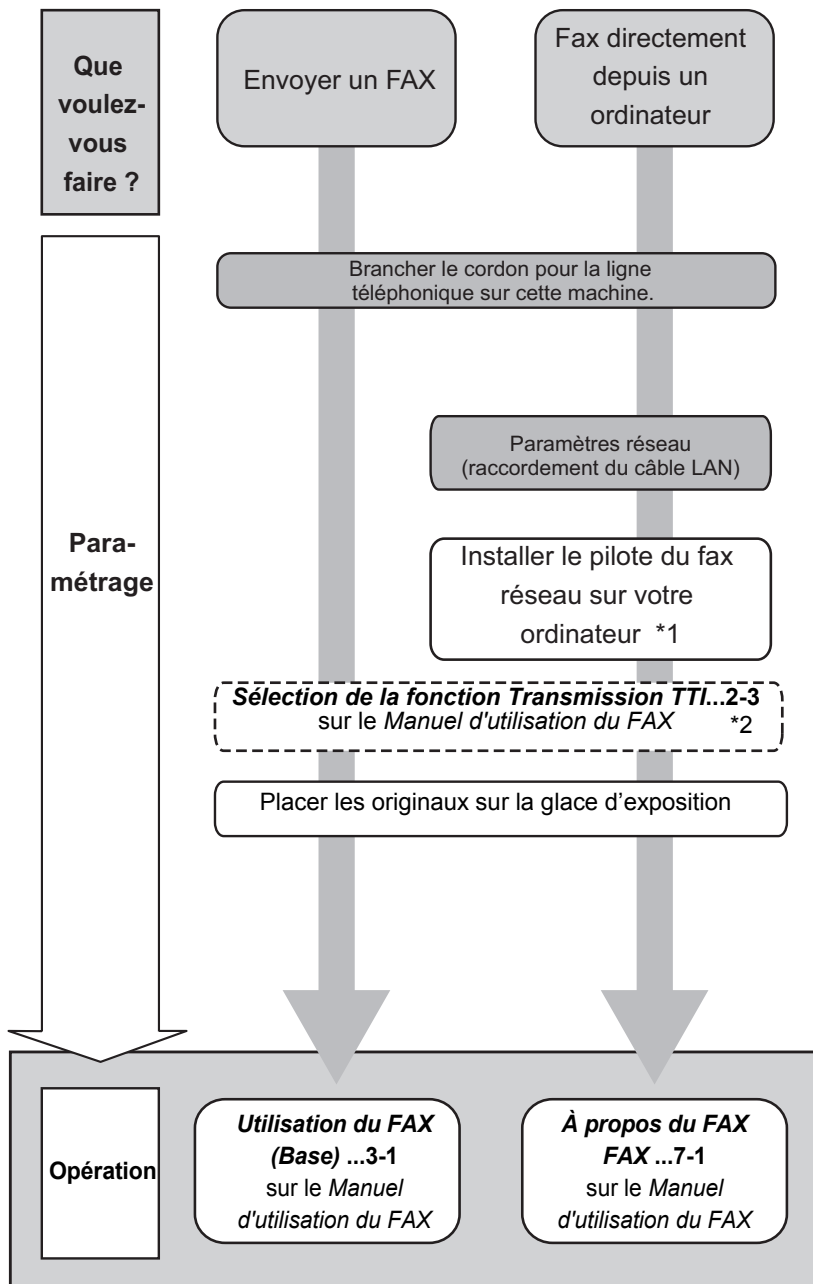 Que
voulez-
vous
faire ?
Envoyer un FAX
Fax directement
depuis un
ordinateur
Brancher le cordon pour la ligne
téléphonique sur cette machine.
Para-
métrage
Paramètres réseau
(raccordement du câble LAN)
Installer le pilote du fax
réseau sur votre
ordinateur *1
Sélection de la fonction Transmission TTI...2-3
sur le Manuel d'utilisation du FAX *2
Placer les originaux sur la glace d’exposition
Opération
Utilisation du FAX
(Base) ...3-1
sur le Manuel
d'utilisation du FAX
À propos du FAX
FAX ...7-1
sur le Manuel
d'utilisation du FAX